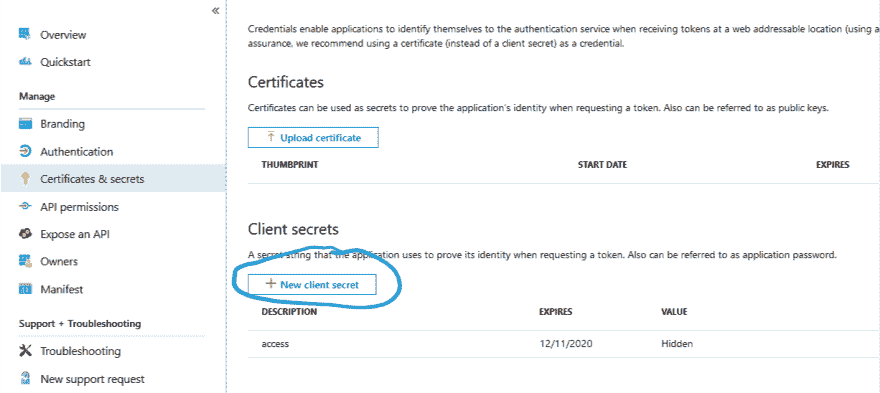 «
Overview
Quickstart
Manage
Branding
Authentication
Certificates & secrets
API permissions
Expose an API
Owners
Manifest
Support + Troubleshooting
Troubleshooting
New support request
Credentials enable applications to identify themselves to the authentication service when receiving tokens at a web addressable location (using a
assurance, we recommend using a certificate (instead of a client secret) as a credential.
Certificates
Certificates can be used as secrets to prove the application's identity when requesting a token. Also can be referred to as public keys.
Upload certificate
THUMBPRINT START DATE EXPIRES
Client secrets
A secret string that the application uses to prove its identity when requesting a token. Also can be referred to as application password.
+ New client secret
DESCRIPTION EXPIRES VALUE
access 12/11/2020 Hidden